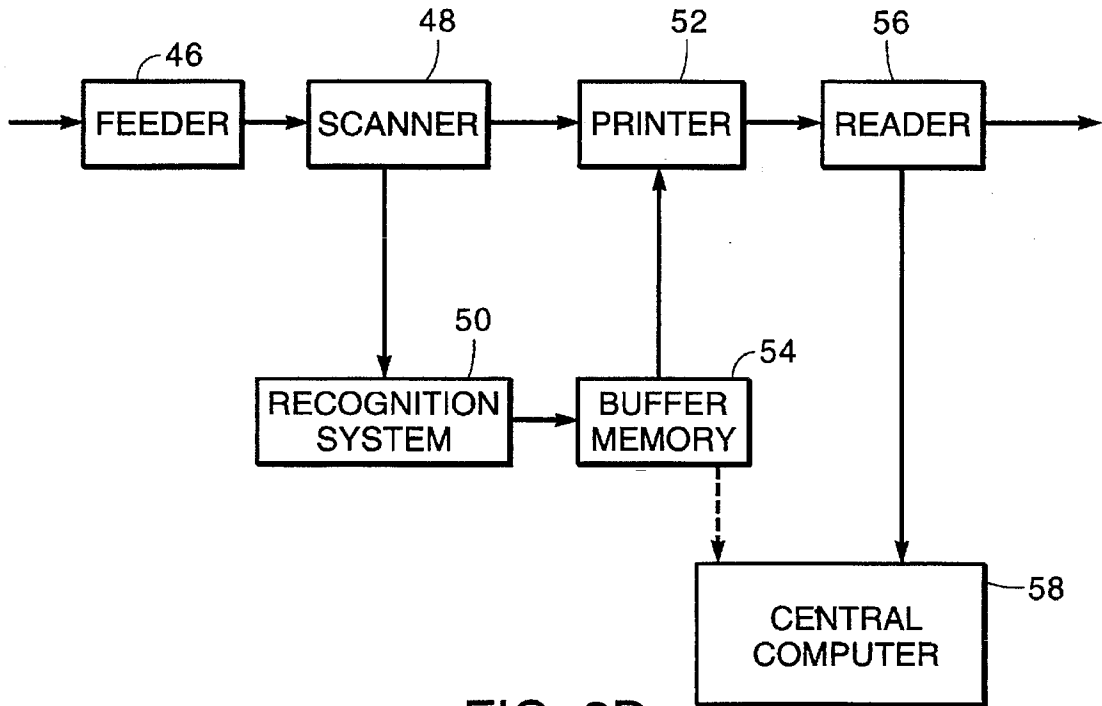 46
48
52
56
FEEDER
SCANNER
PRINTER
READER
50
54
RECOGNITION
SYSTEM
BUFFER
MEMORY
58
CENTRAL
COMPUTER